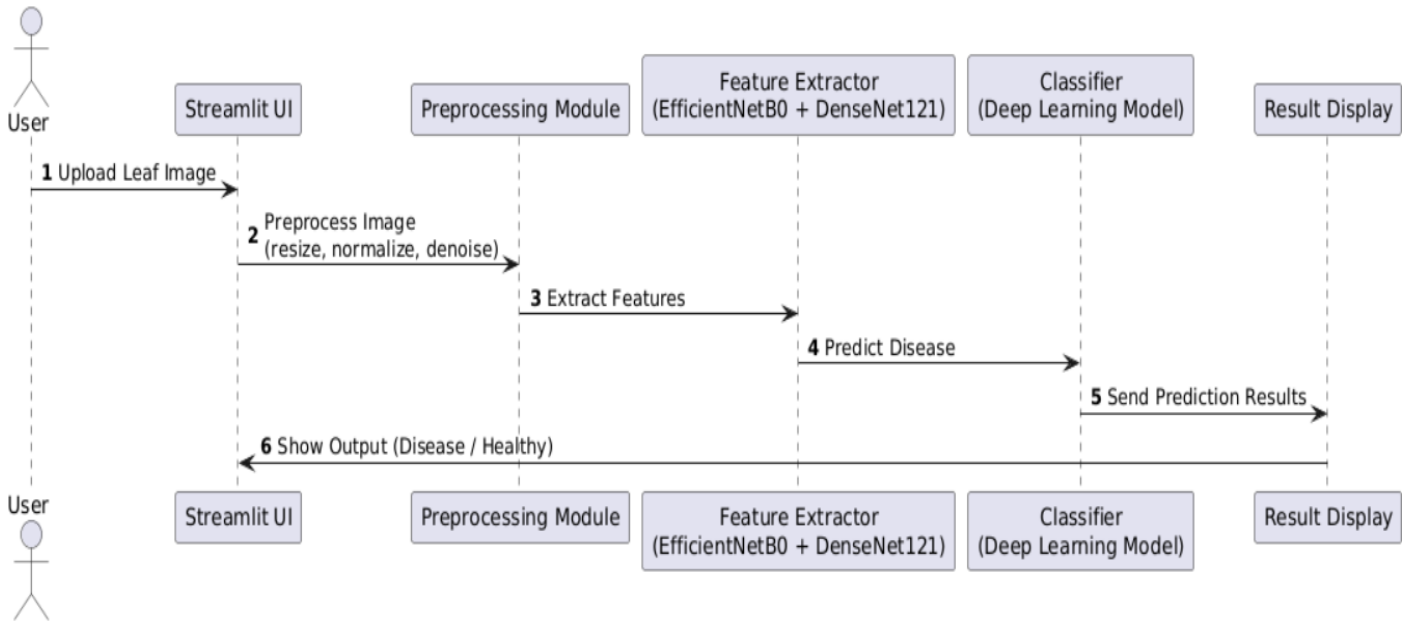 User
Streamlit UI
Preprocessing Module
Feature Extractor
(EfficientNetB0 + DenseNet121)
Classifier
(Deep Learning Model)
Result Display
1 Upload Leaf Image
2 Preprocess Image
(resize, normalize, denoise)
3 Extract Features
4 Predict Disease
5 Send Prediction Results
6 Show Output (Disease / Healthy)
User
Streamlit UI
Preprocessing Module
Feature Extractor
(EfficientNetB0 + DenseNet121)
Classifier
(Deep Learning Model)
Result Display